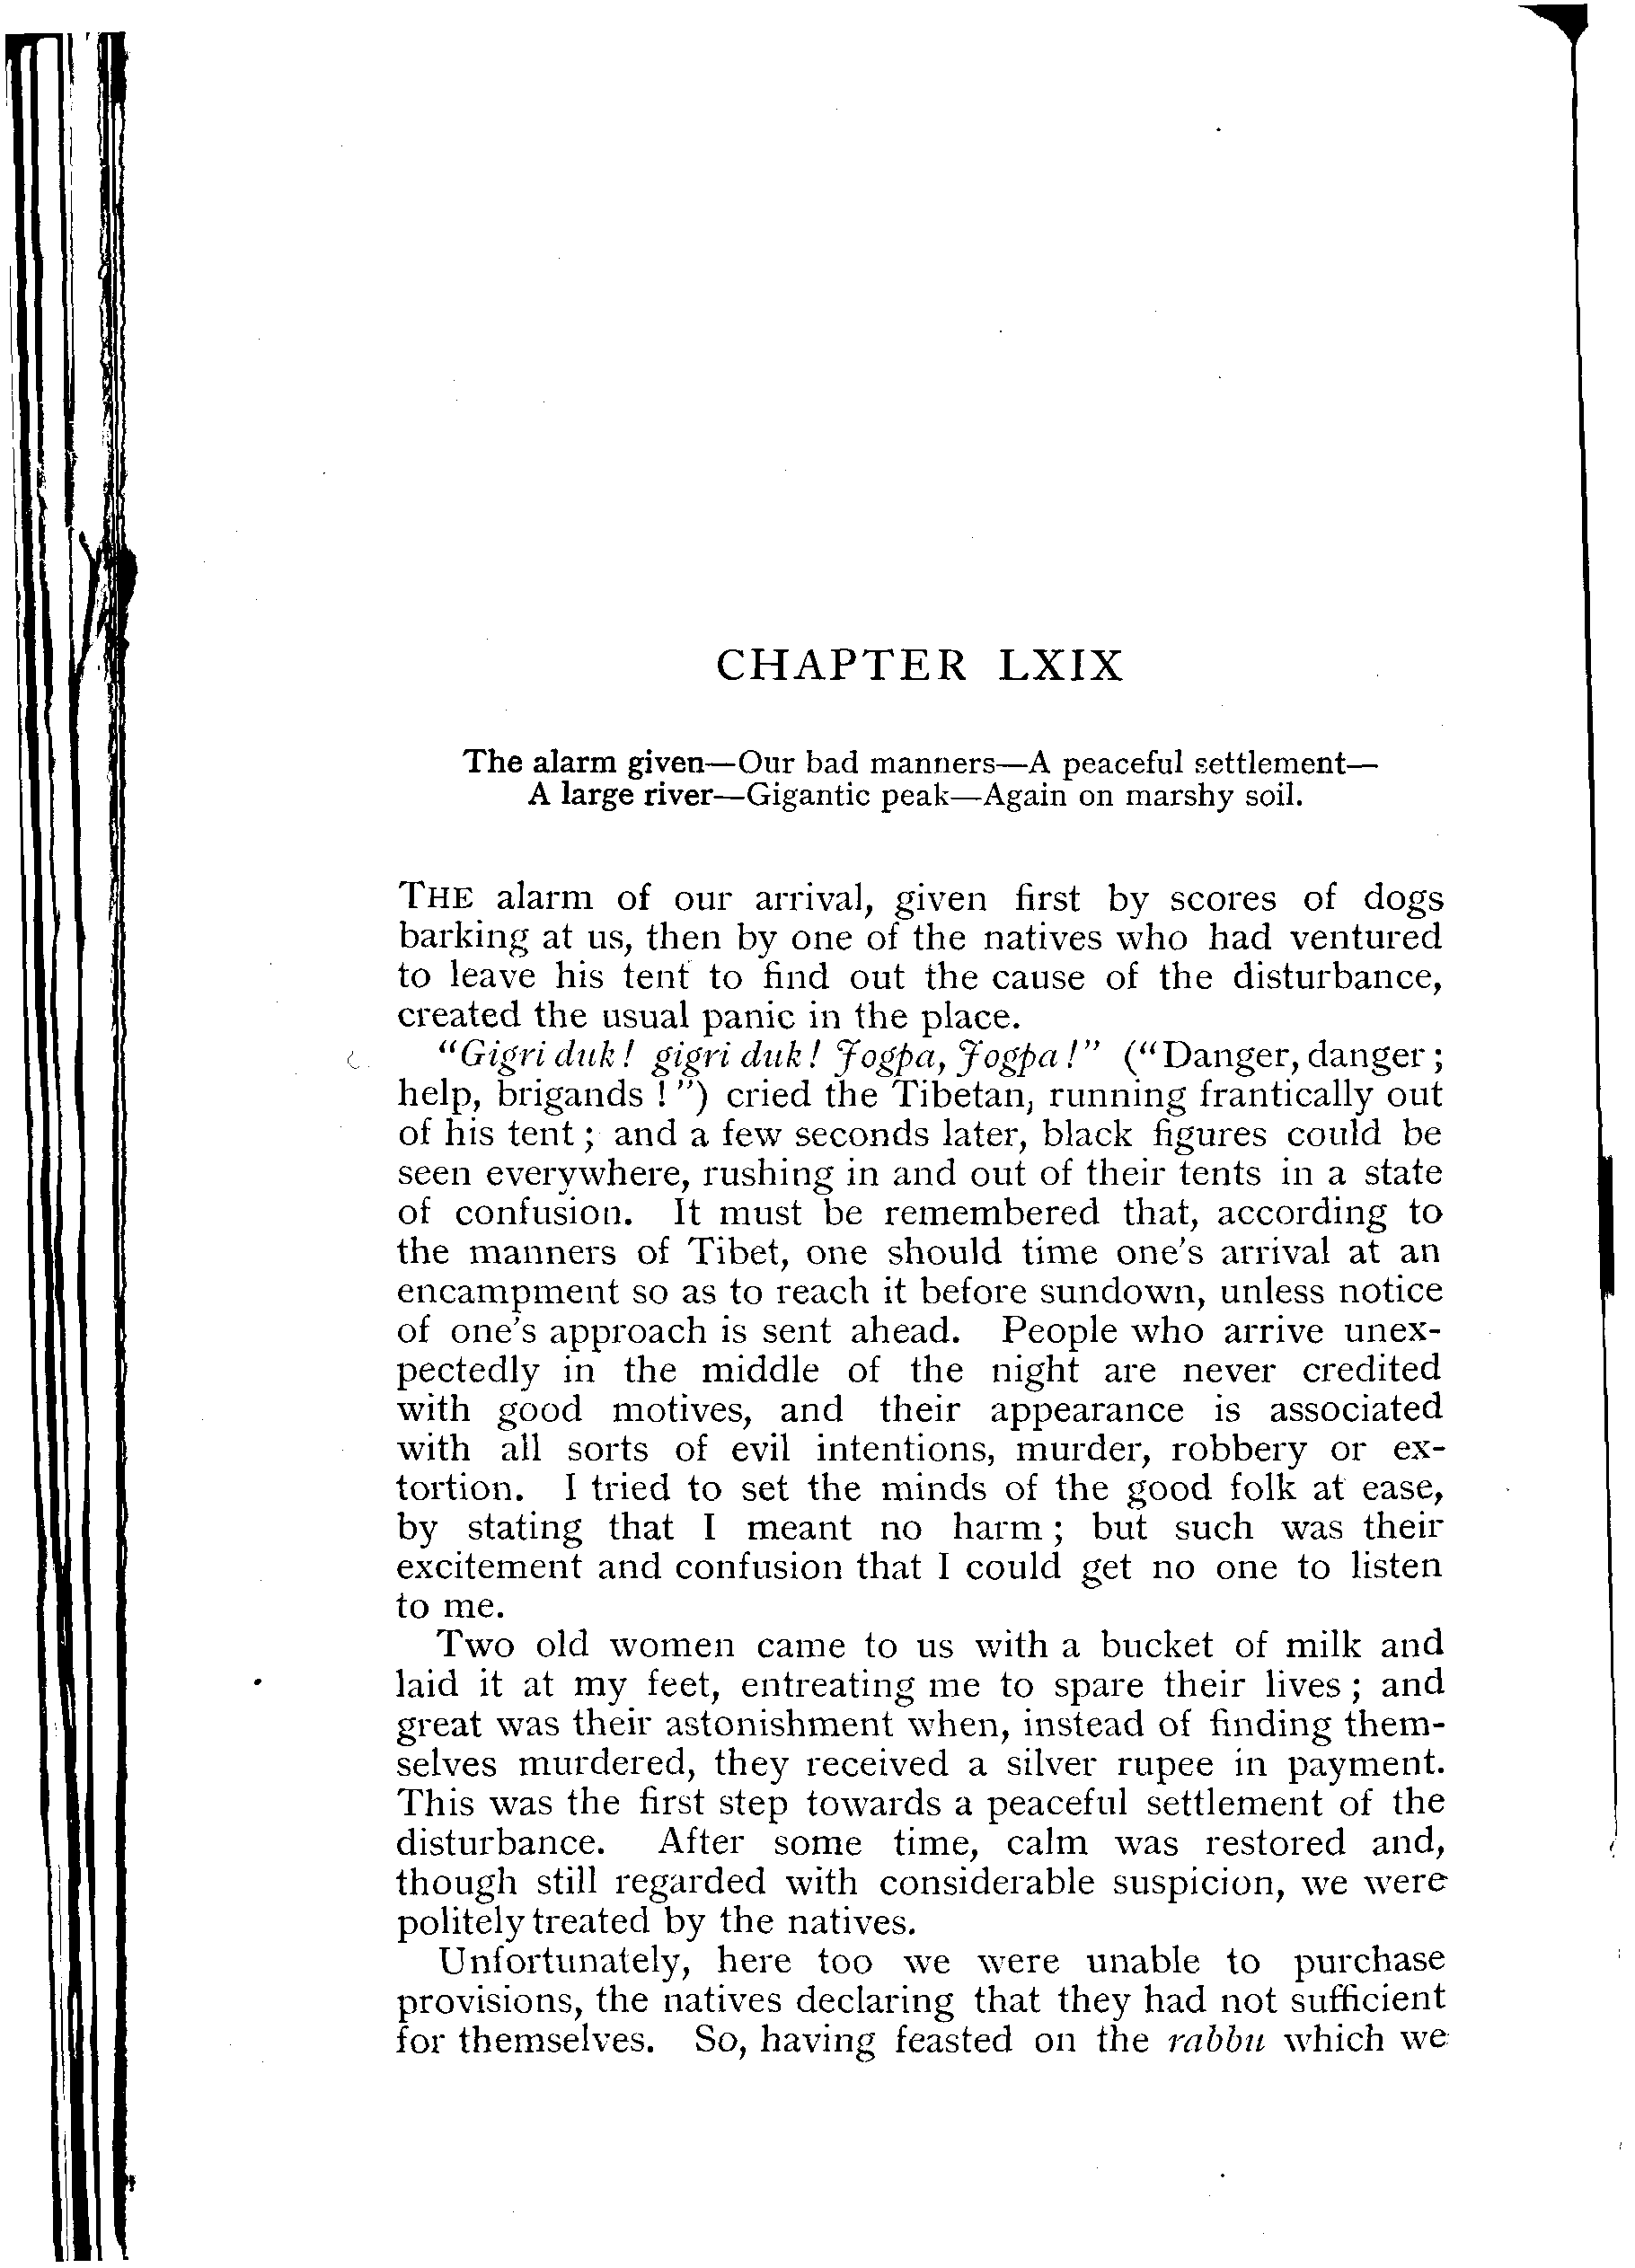 CHAPTER LXIX
The alarm given—Our bad manners—A peaceful settlement—
A large river—Gigantic peak—Again on marshy soil.
THE alarm of our arrival, given first by scores of dogs
barking at us, then by one of the natives who had ventured
to leave his tent to find out the cause of the disturbance,
created the usual panic in the place.
"Gigri duk! gigri duk! Jogpa, Jogpa!" ("Danger, danger;
help, brigands!") cried the Tibetan, running frantically out
of his tent; and a few seconds later, black figures could be
seen everywhere, rushing in and out of their tents in a state
of confusion. It must be remembered that, according to
the manners of Tibet, one should time one's arrival at an
encampment so as to reach it before sundown, unless notice
of one's approach is sent ahead. People who arrive unex-
pectedly in the middle of the night are never credited
with good motives, and their appearance is associated
with all sorts of evil intentions, murder, robbery or ex-
tortion. I tried to set the minds of the good folk at ease,
by stating that I meant no harm; but such was their
excitement and confusion that I could get no one to listen
to me.
Two old women came to us with a bucket of milk and
laid it at my feet, entreating me to spare their lives; and
great was their astonishment when, instead of finding them-
selves murdered, they received a silver rupee in payment.
This was the first step towards a peaceful settlement of the
disturbance. After some time, calm was restored and,
though still regarded with considerable suspicion, we were
politely treated by the natives.
Unfortunately, here too we were unable to purchase
provisions, the natives declaring that they had not sufficient
for themselves. So, having feasted on the rabbu which we